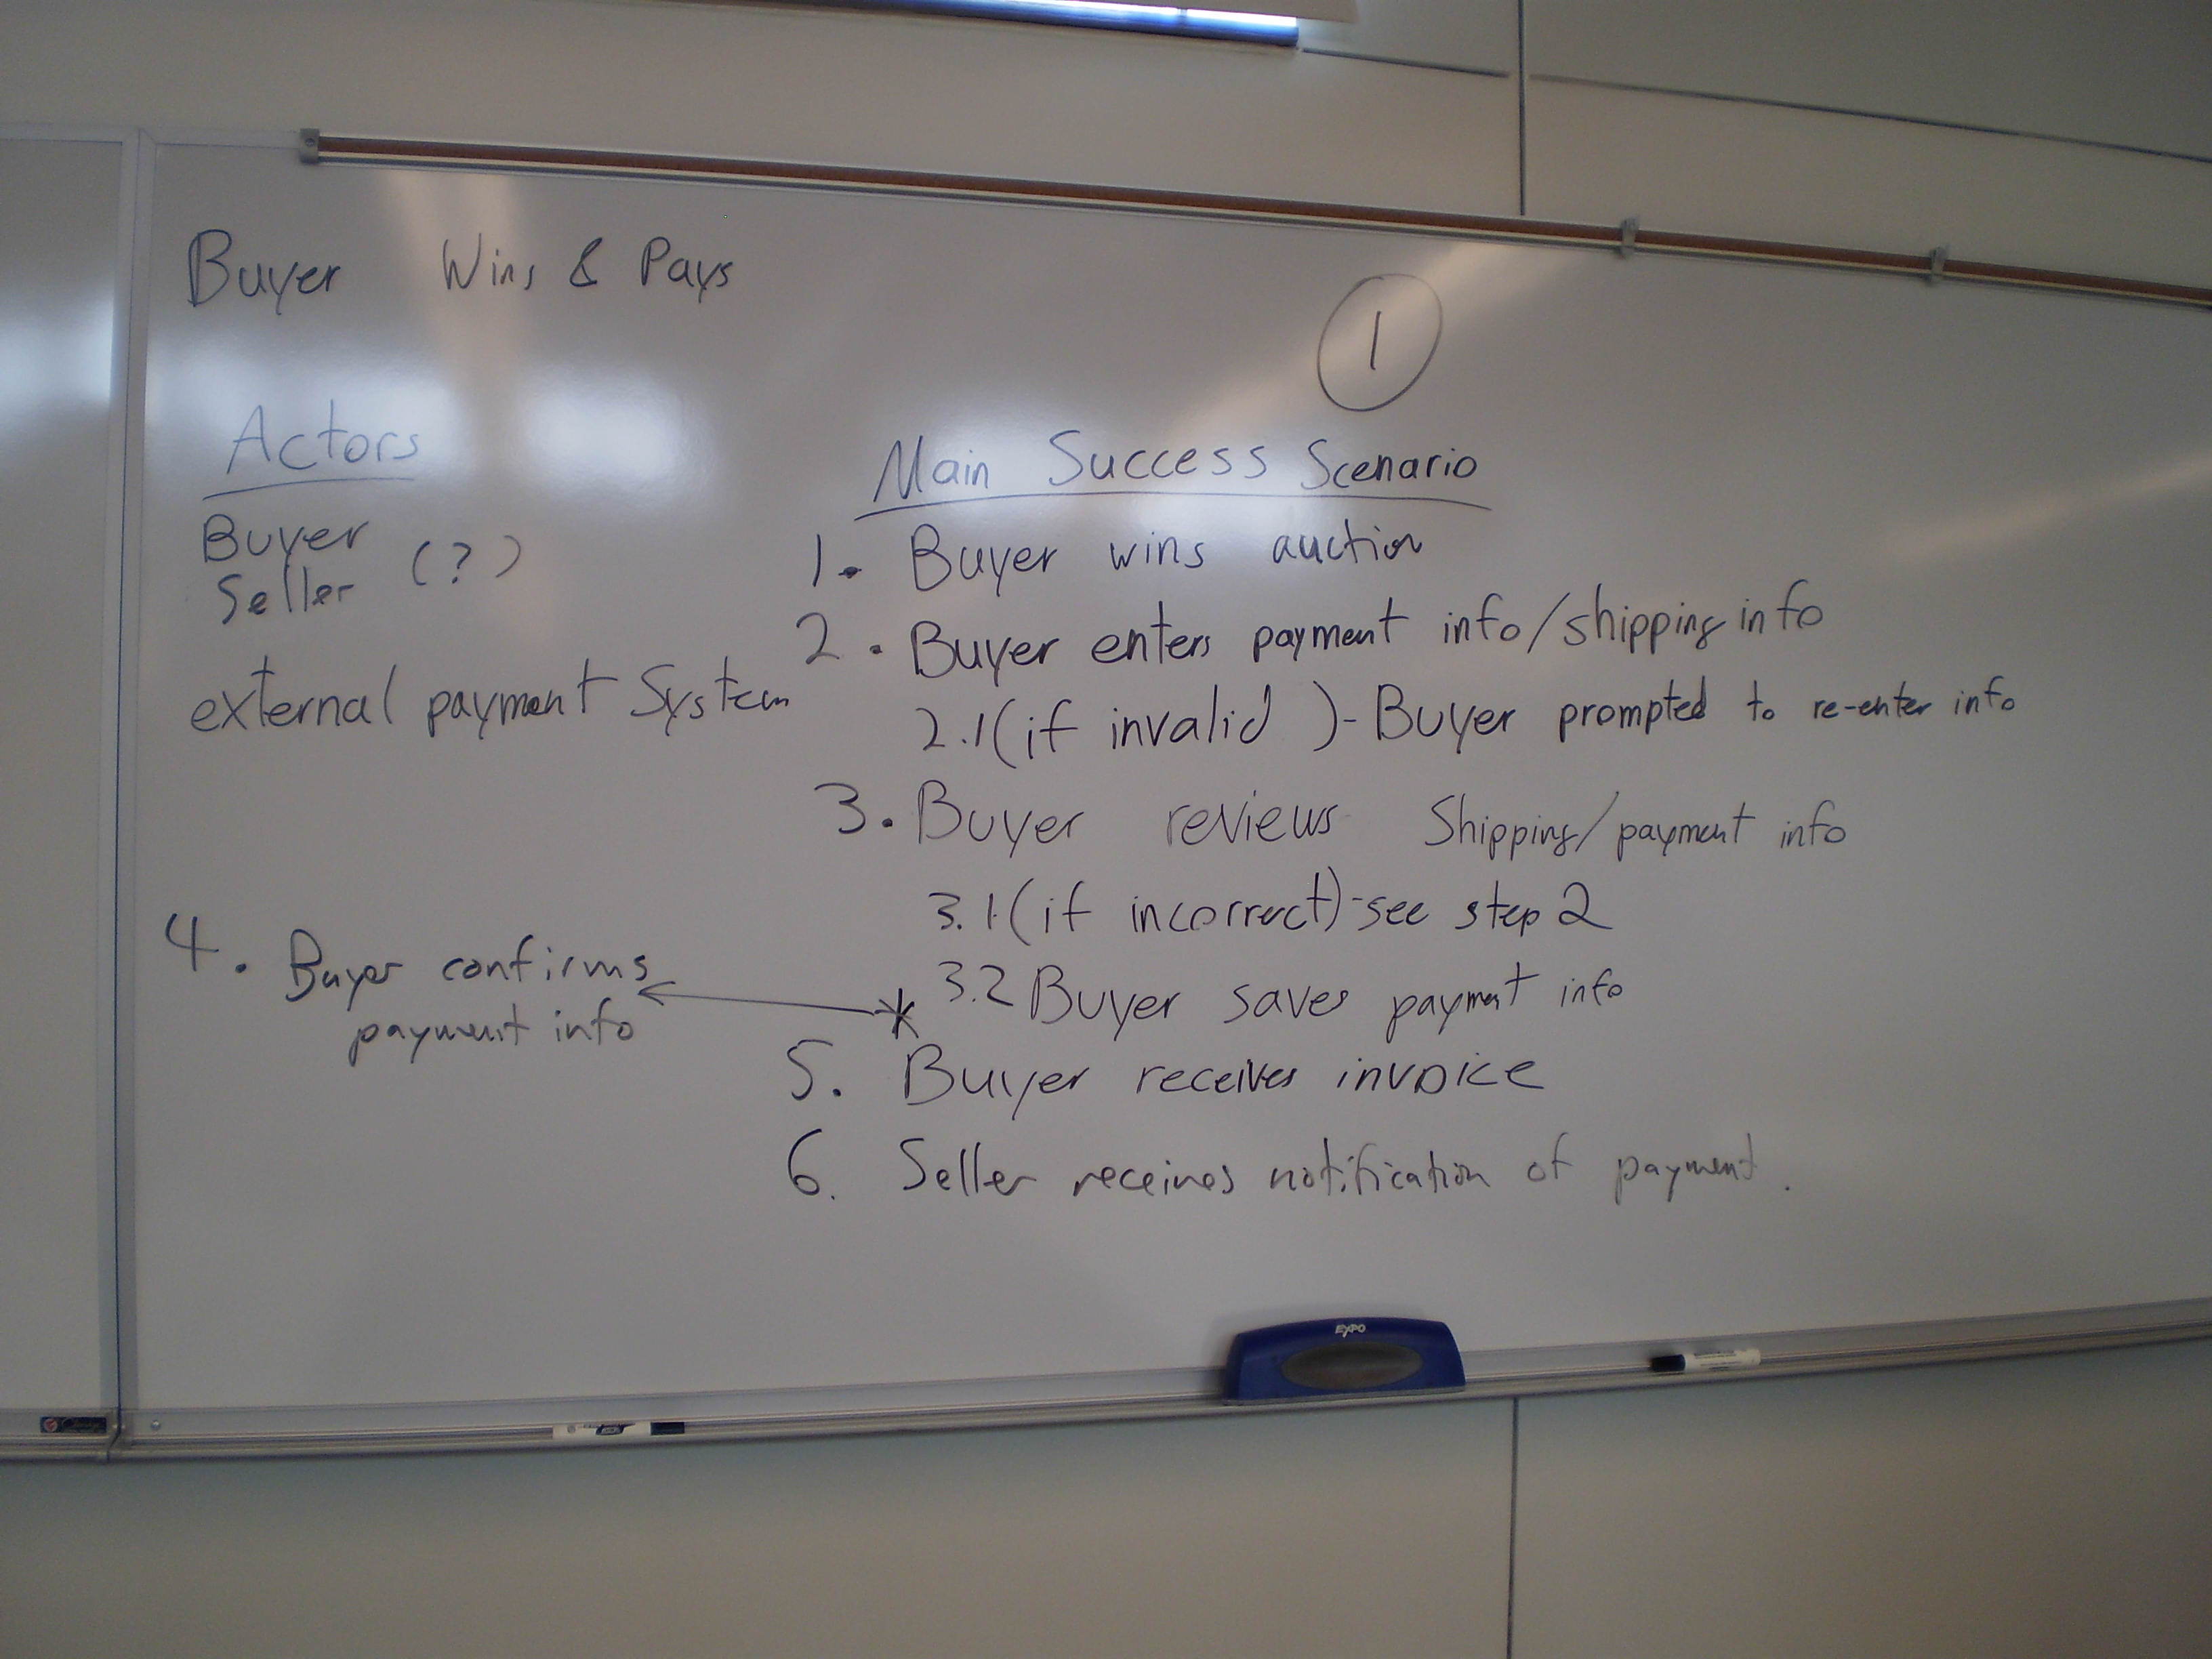 Buyer Wins & Pays
1
Actors
Buyer
Seller (?)
external payment System
Main Success Scenario
1. Buyer wins auction
2. Buyer enters payment info/shipping info
2.1 (if invalid )-Buyer prompted to re-enter info
3. Buyer reviews Shipping/payment info
3.1 (if incorrect)-see step 2
3.2 Buyer saves payment info
*
4. Buyer confirms
payment info
5. Buyer receives invoice
6. Seller receives notification of payment.
EXPO